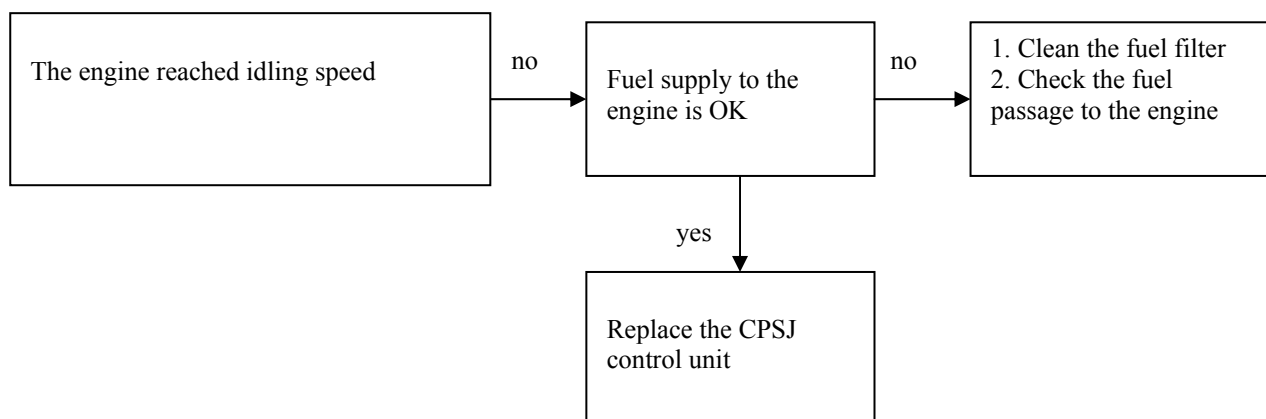 The engine reached idling speed
no
Fuel supply to the
engine is OK
no
1. Clean the fuel filter
2. Check the fuel
passage to the engine
yes
Replace the CPSJ
control unit